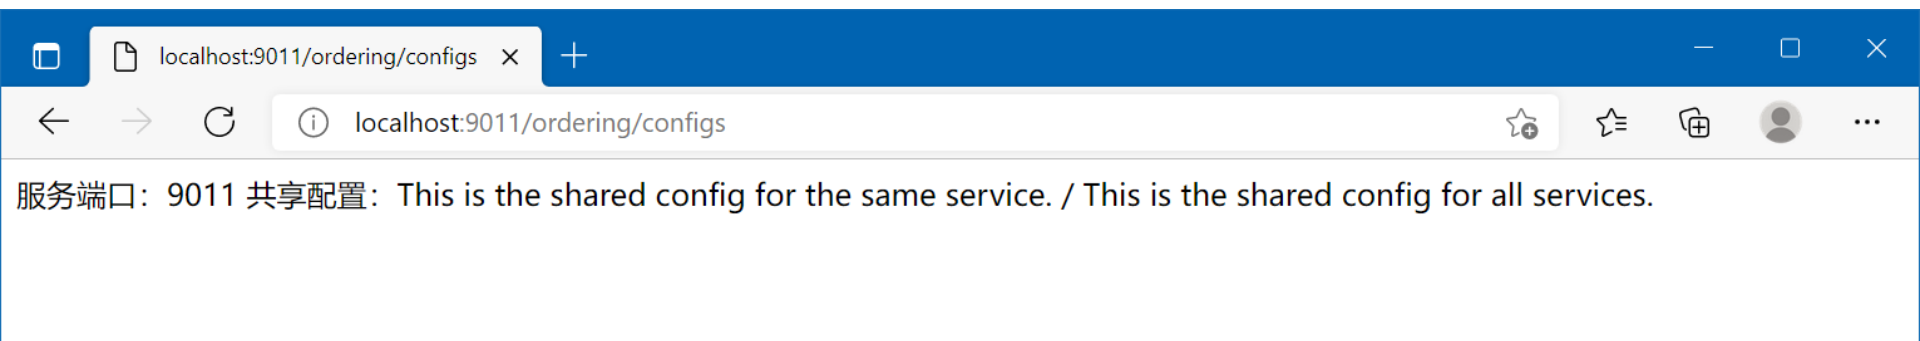 localhost:9011/ordering/configs
localhost:9011/ordering/configs
服务端口：9011 共享配置：This is the shared config for the same service. / This is the shared config for all services.